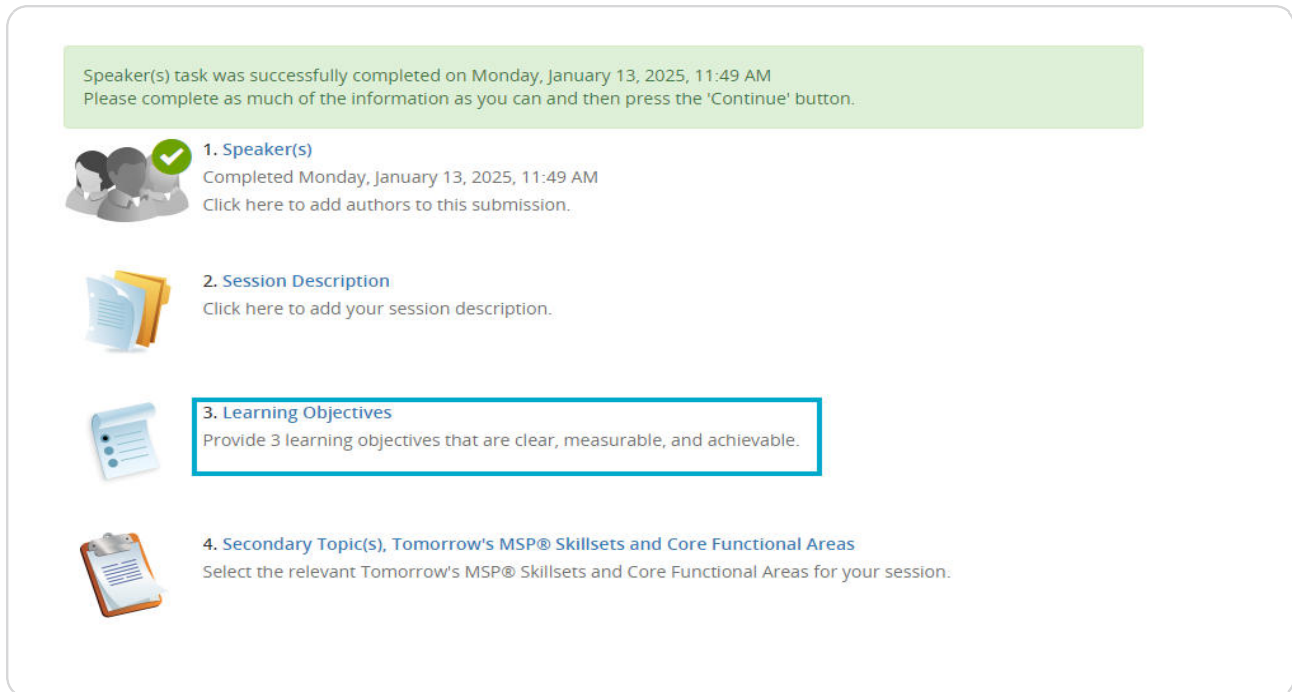 Speaker(s) task was successfully completed on Monday, January 13, 2025, 11:49 AM
Please complete as much of the information as you can and then press the 'Continue' button.
1. Speaker(s)
Completed Monday, January 13, 2025, 11:49 AM
Click here to add authors to this submission.
2. Session Description
Click here to add your session description.
3. Learning Objectives
Provide 3 learning objectives that are clear, measurable, and achievable.
4. Secondary Topic(s), Tomorrow's MSP® Skillsets and Core Functional Areas
Select the relevant Tomorrow's MSP® Skillsets and Core Functional Areas for your session.